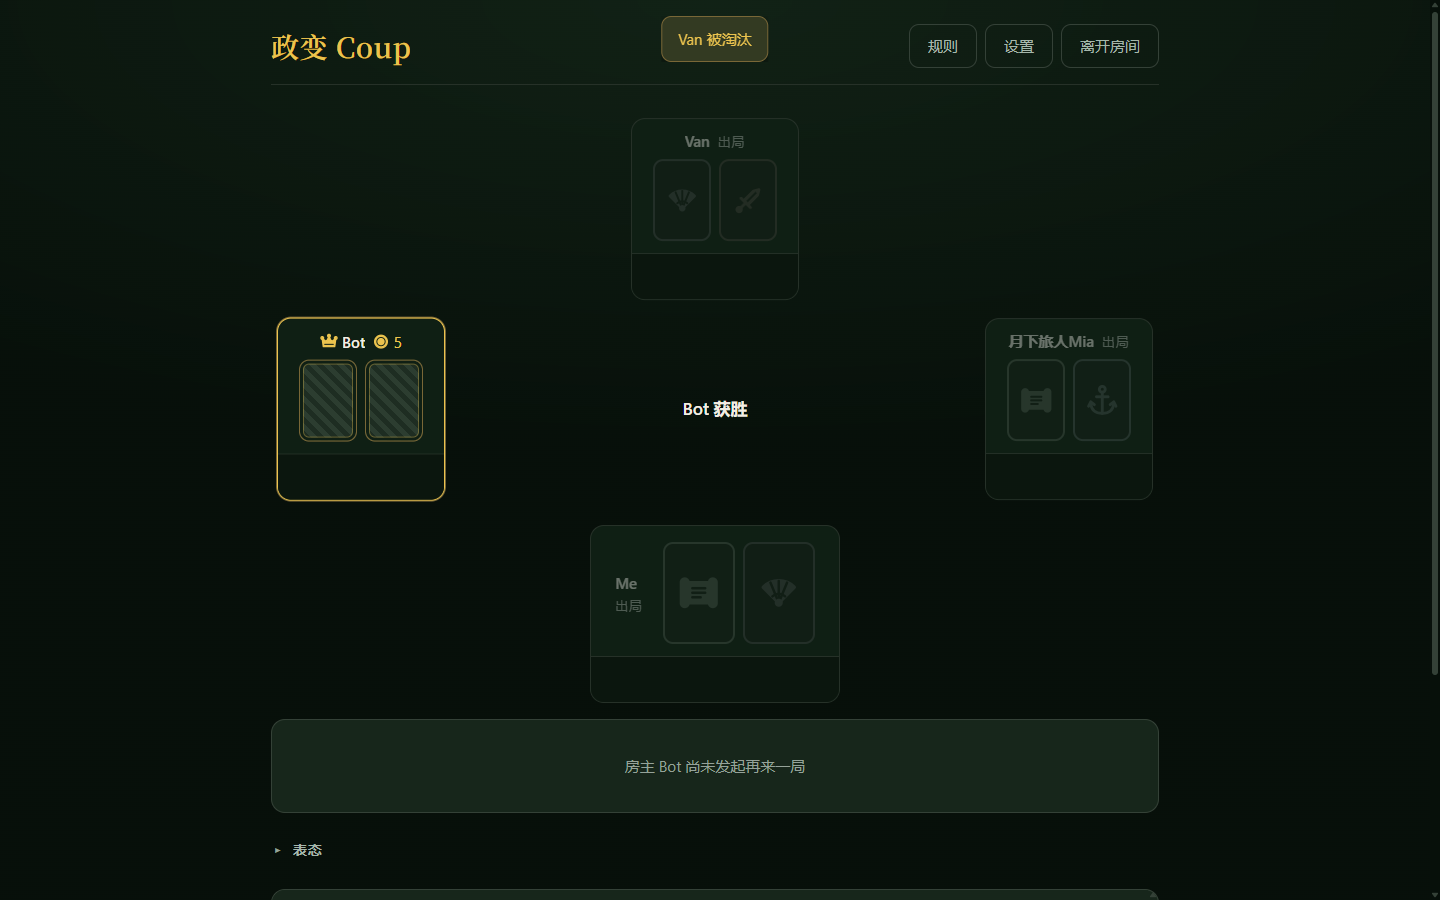 政变 Coup
Van 被淘汰
规则
设置
离开房间
Van 出局
Bot 5
月下旅人Mia 出局
Bot 获胜
Me
出局
房主 Bot 尚未发起再来一局
表态